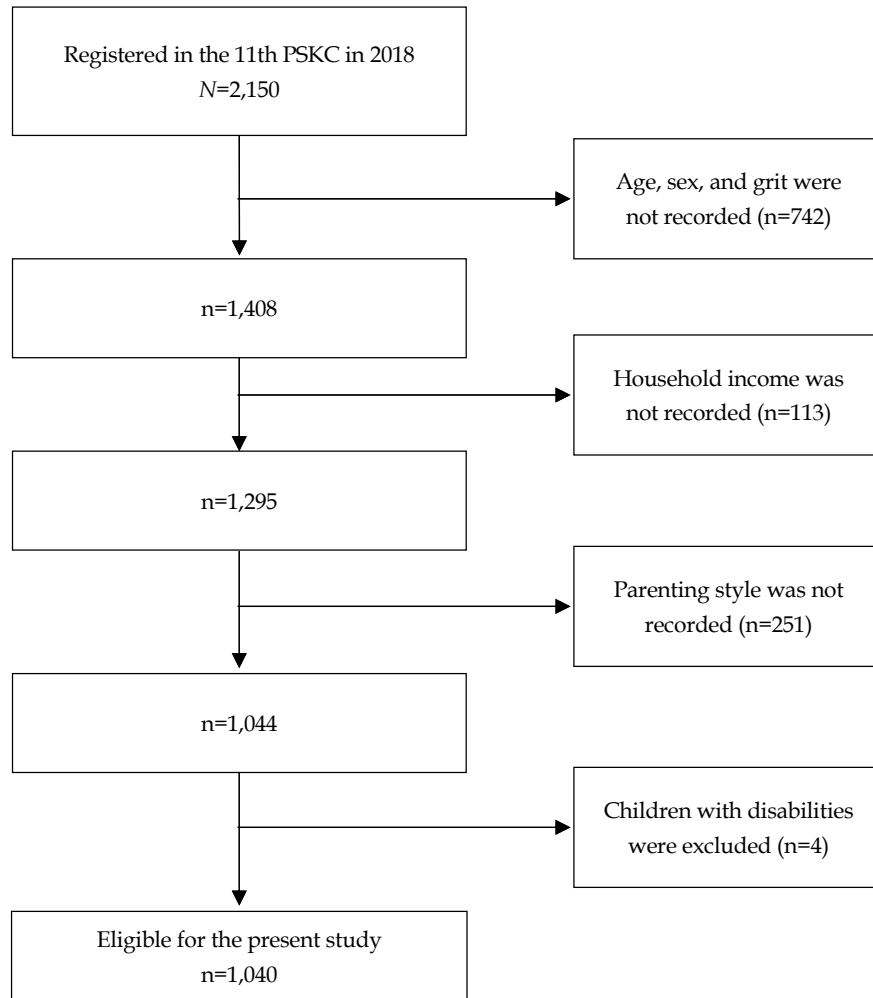 Registered in the 11th PSKC in 2018
N=2,150
Age, sex, and grit were
not recorded (n=742)
n=1,408
Household income was
not recorded (n=113)
n=1,295
Parenting style was not
recorded (n=251)
n=1,044
Children with disabilities
were excluded (n=4)
Eligible for the present study
n=1,040